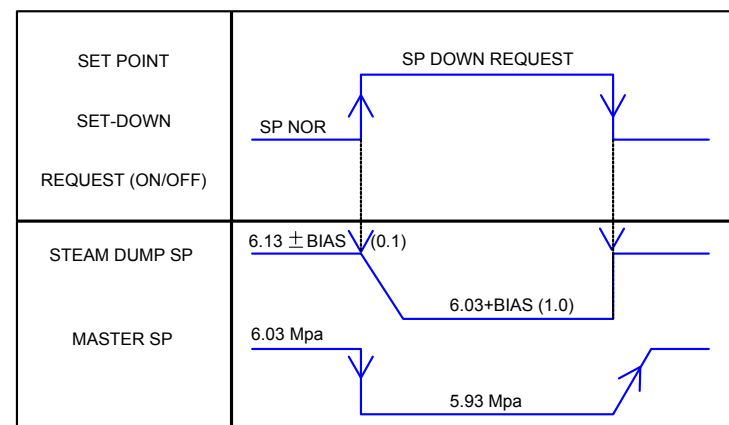 SET POINT
SET-DOWN
REQUEST (ON/OFF)
SP DOWN REQUEST
SP NOR
STEAM DUMP SP
MASTER SP
6.13 ±BIAS (0.1)
6.03+BIAS (1.0)
6.03 Mpa
5.93 Mpa